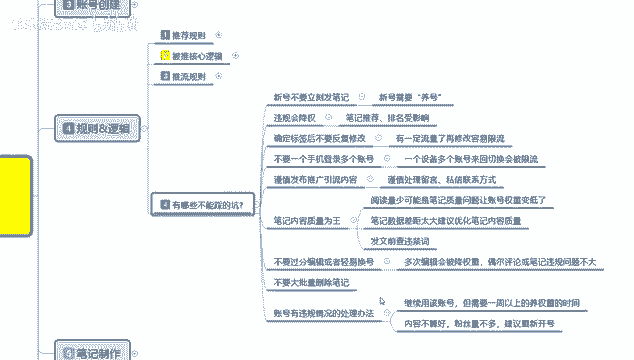 3 账号创建
1 推荐规则
2 被推核心逻辑
3 推流规则
4 规则&逻辑
2 有哪些不能踩的坑?
新号不要立刻发笔记
新号需要“养号”
违规会降权
笔记推荐、排名受影响
确定标签后不要反复修改
有一定流量了再修改容易限流
不要一个手机登录多个账号
一个设备多个账号来回切换会被限流
谨慎发布推广引流内容
谨慎处理留言、私信联系方式
笔记内容质量为王
阅读量少可能是笔记质量问题让账号权重变低了
笔记数据差距太大建议优化笔记内容质量
发文前查违禁词
不要过分编辑或者轻易换号
多次编辑会被降权重，偶尔评论或笔记违规问题不大
不要大批量删除笔记
账号有违规情况的处理办法
继续用该账号，但需要一周以上的养权重的时间
内容不算好，粉丝量不多，建议重新开号
笔记制作